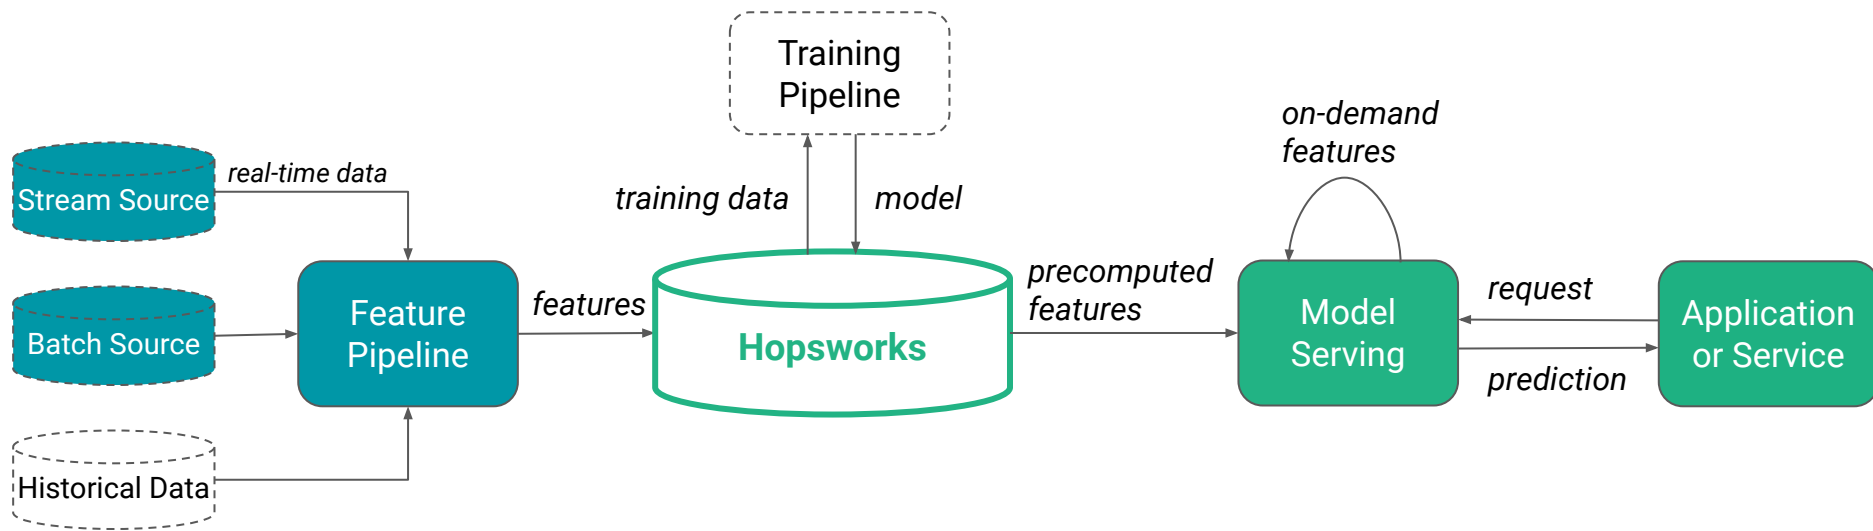 Training
Pipeline
on-demand
features
Stream Source
real-time data
training data
model
Batch Source
Feature
Pipeline
features
Hopsworks
precomputed
features
Model
Serving
request
prediction
Application
or Service
Historical Data